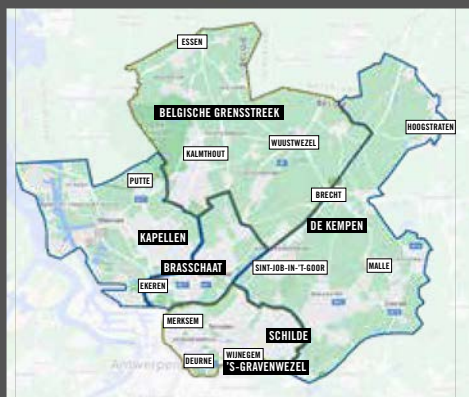 ESSEN
BELGISCHE GRENSSTREEK
HOOGSTRATEN
WUUSTWEZEL
KALMTHOUT
PUTTE
BRECHT
DE KEMPEN
KAPELLEN
BRASSCHAAT
SINT-JOB-IN-'T-GOOR
MALLE
EKEREN
MERKSEM
SCHILDE
WIJNEGEM
DEURNE
'S-GRAVENWEZEL
Antwerpen